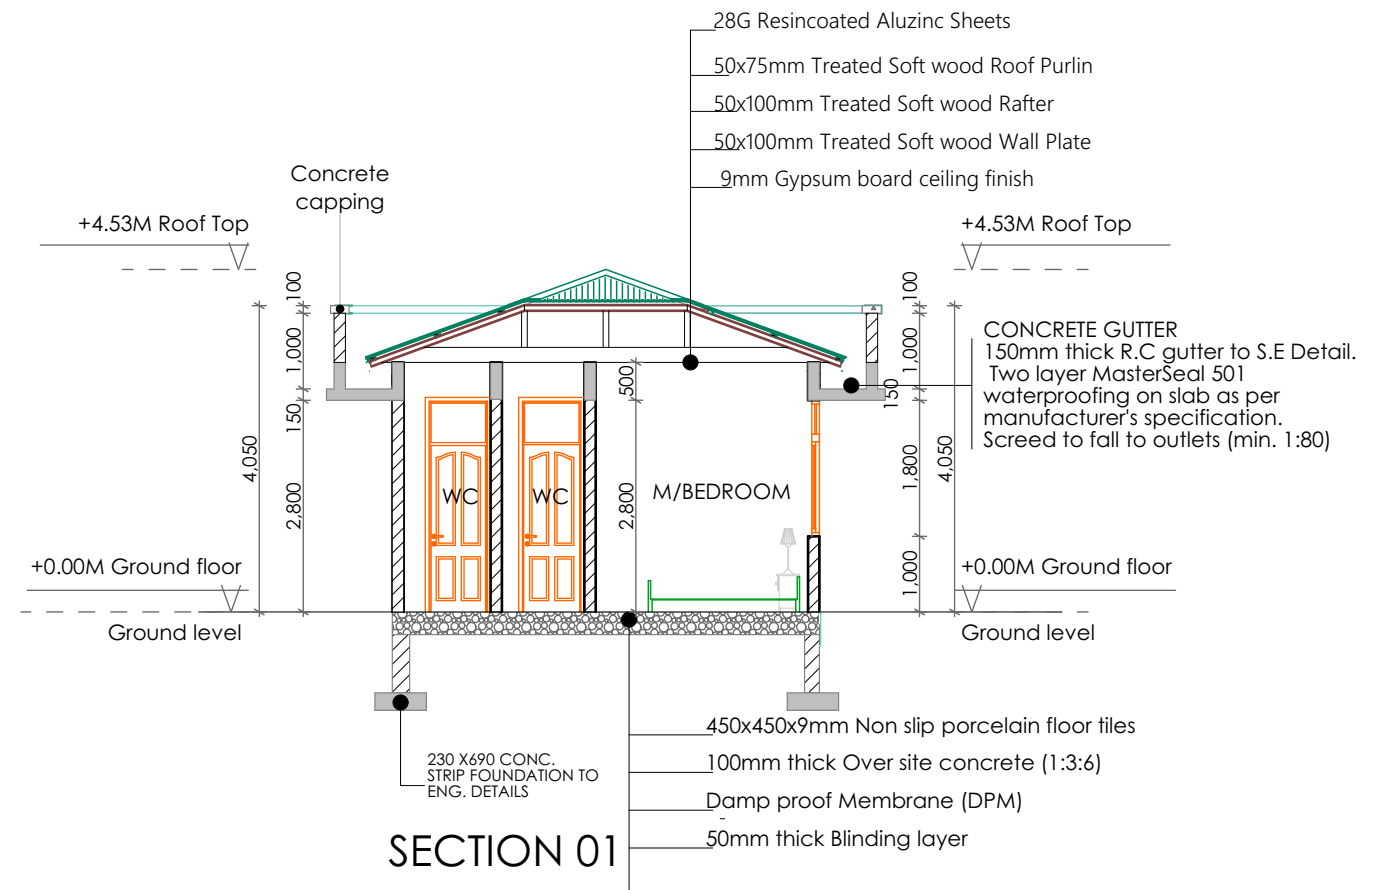 28G Resincoated Aluzinc Sheets
50x75mm Treated Soft wood Roof Purlin
50x100mm Treated Soft wood Rafter
50x100mm Treated Soft wood Wall Plate
9mm Gypsum board ceiling finish
Concrete
capping
+4.53M Roof Top
+4.53M Roof Top
100
1,000
150
2,800
4,050
500
2,800
WC
WC
M/BEDROOM
100
1,000
150
1,800
1,000
4,050
CONCRETE GUTTER
150mm thick R.C gutter to S.E Detail.
Two layer MasterSeal 501
waterproofing on slab as per
manufacturer's specification.
Screed to fall to outlets (min. 1:80)
+0.00M Ground floor
Ground level
+0.00M Ground floor
Ground level
230 X690 CONC.
STRIP FOUNDATION TO
ENG. DETAILS
450x450x9mm Non slip porcelain floor tiles
100mm thick Over site concrete (1:3:6)
Damp proof Membrane (DPM)
-
50mm thick Blinding layer
SECTION 01